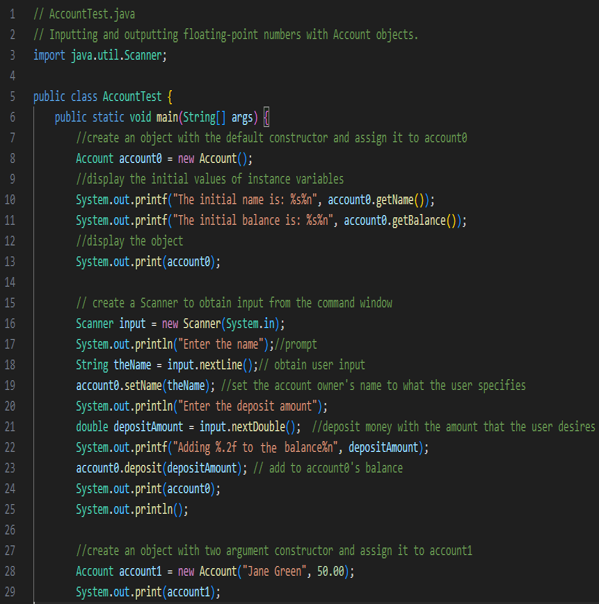 1 // AccountTest.java
2 // Inputting and outputting floating-point numbers with Account objects.
3 import java.util.Scanner;
4
5 public class AccountTest {
6 public static void main(String[] args) {
7 //create an object with the default constructor and assign it to account0
8 Account account0 = new Account();
9 //display the initial values of instance variables
10 System.out.printf("The initial name is: %s%n", account0.getName());
11 System.out.printf("The initial balance is: %s%n", account0.getBalance());
12 //display the object
13 System.out.print(account0);
14
15 // create a Scanner to obtain input from the command window
16 Scanner input = new Scanner(System.in);
17 System.out.println("Enter the name");//prompt
18 String theName = input.nextLine();// obtain user input
19 account0.setName(theName); //set the account owner's name to what the user specifies
20 System.out.println("Enter the deposit amount");
21 double depositAmount = input.nextDouble(); //deposit money with the amount that the user desires
22 System.out.printf("Adding %.2f to the balance%n", depositAmount);
23 account0.deposit(depositAmount); // add to account0's balance
24 System.out.print(account0);
25 System.out.println();
26
27 //create an object with two argument constructor and assign it to account1
28 Account account1 = new Account("Jane Green", 50.00);
29 System.out.print(account1);